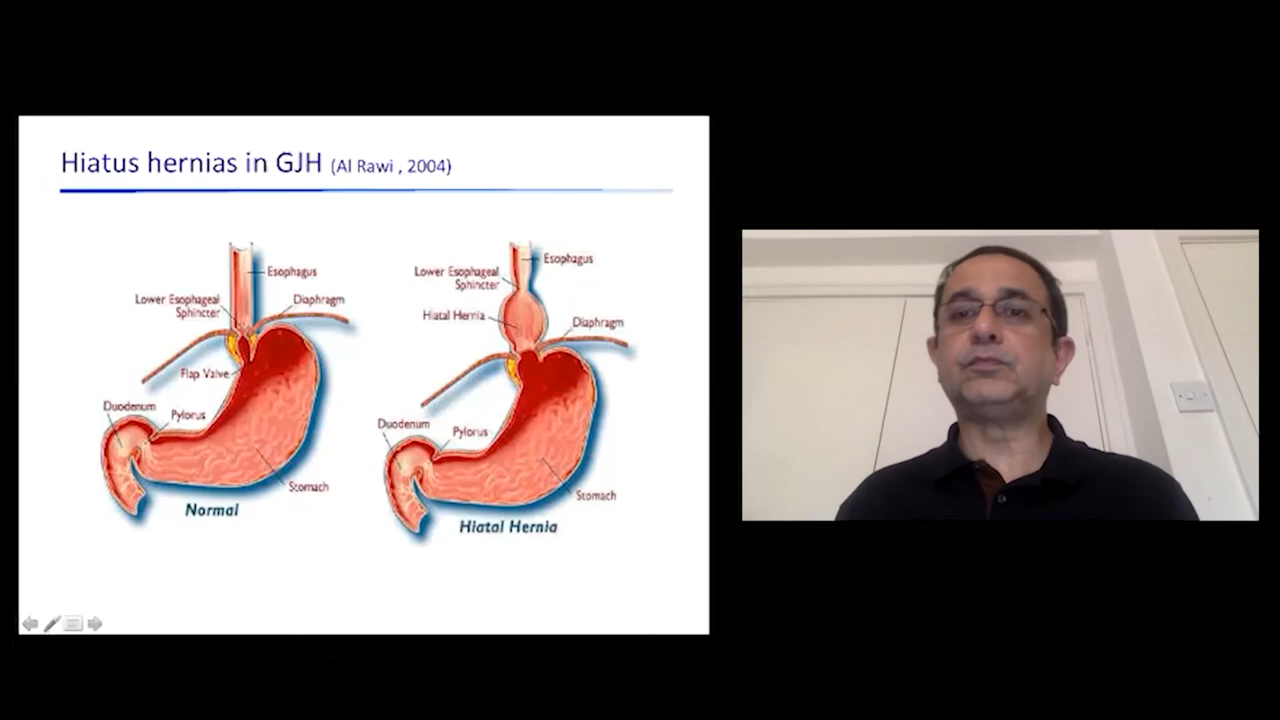 Hiatus hernias in GJH (Al Rawi , 2004)
Esophagus
Lower Esophageal
Sphincter
Diaphragm
Flap Valve
Duodenum
Pylorus
Stomach
Normal
Esophagus
Lower Esophageal
Sphincter
Hiatal Hernia
Diaphragm
Duodenum
Pylorus
Stomach
Hiatal Hernia